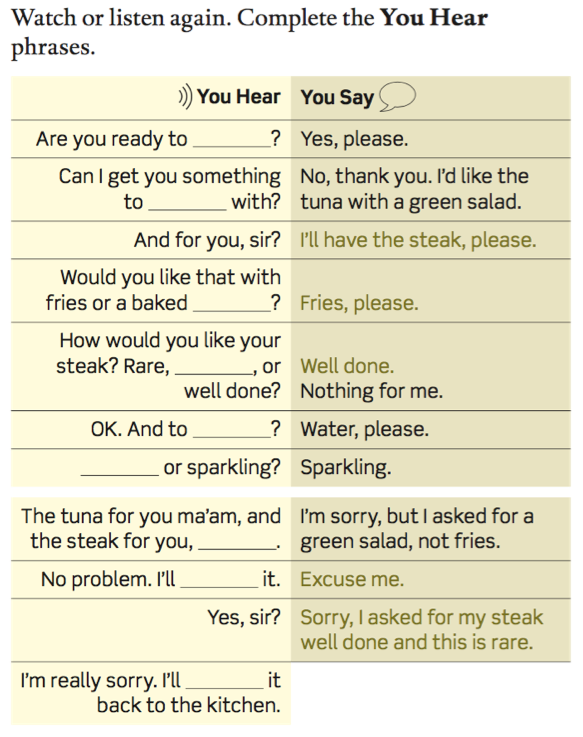 Watch or listen again. Complete the You Hear
phrases.
You Hear You Say
Are you ready to ________? Yes, please.
Can I get you something No, thank you. I'd like the
to ________ with? tuna with a green salad.
And for you, sir? I'll have the steak, please.
Would you like that with
fries or a baked ________? Fries, please.
How would you like your
steak? Rare, ________, or Well done.
well done? Nothing for me.
OK. And to ________? Water, please.
________ or sparkling? Sparkling.
The tuna for you ma'am, and I'm sorry, but I asked for a
the steak for you, ________. green salad, not fries.
No problem. I'll ________ it. Excuse me.
Yes, sir? Sorry, I asked for my steak
well done and this is rare.
I'm really sorry. I'll ________ it
back to the kitchen.